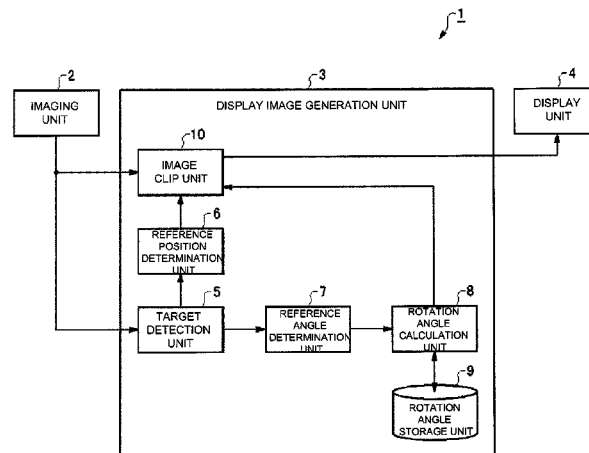 1
2
IMAGING
UNIT
3
DISPLAY IMAGE GENERATION UNIT
4
DISPLAY
UNIT
10
IMAGE
CLIP UNIT
6
REFERENCE
POSITION
DETERMINATION
UNIT
5
TARGET
DETECTION
UNIT
7
REFERENCE
ANGLE
DETERMINATION
UNIT
8
ROTATION
ANGLE
CALCULATION
UNIT
9
ROTATION
ANGLE
STORAGE UNIT